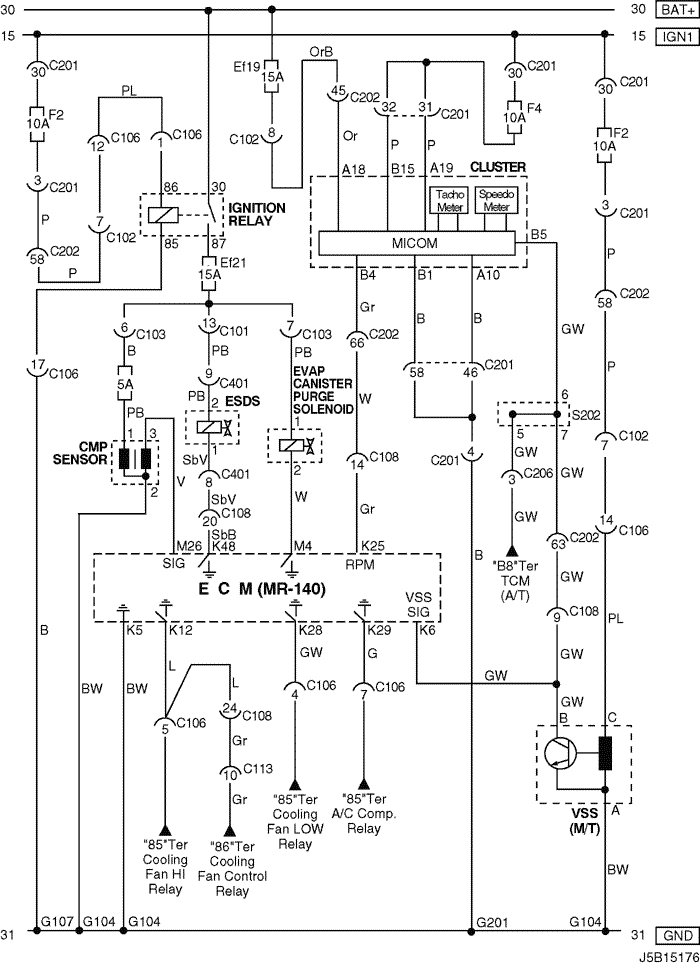 30 30 BAT+
15 15 IGN1
OrB
30 C201 Ef19 15A 45 C202 30 C201 30 C201
PL
F2 10A 32 31 C201 F4 10A F2 10A
12 C106 1 C106 C102 8 Or P P
3 C201 A18 B15 A19 CLUSTER 3 C201
86 30 Tacho Meter Speedo Meter
P 7 C102 IGNITION RELAY P
58 C202 85 87 MICOM B5
P Ef21 15A B4 B1 A10 58 C202
Gr B B GW
6 C103 13 C101 7 C103 66 C202
17 C106 B PB PB P
5A 9 C401 EVAP CANISTER PURGE SOLENOID W 58 46 C201
PB PB 2 ESDS 1 6 S202
1 3 5 7 7 C102
CMP SENSOR 1 2 C201 4 GW GW
SbV 14 C108
2 V 8 C401 W C206 3
SbV Gr GW 14 C106
20 C108 63 C202
SbB B
M26 K48 M4 K25 "B8"Ter TCM (A/T) GW
SIG RPM
E C M (MR-140) VSS SIG 9 C108 PL
B K5 K12 K28 K29 K6
GW G GW
BW BW L L C106 4 C106 7 GW GW
24 C108 B C
5 C106 Gr
10 C113
Gr "85"Ter Cooling Fan LOW Relay "85"Ter A/C Comp. Relay VSS (M/T) A
"85"Ter Cooling Fan HI Relay "86"Ter Cooling Fan Control Relay BW
31 G107 G104 G104 G201 G104 31 GND
J5B15176